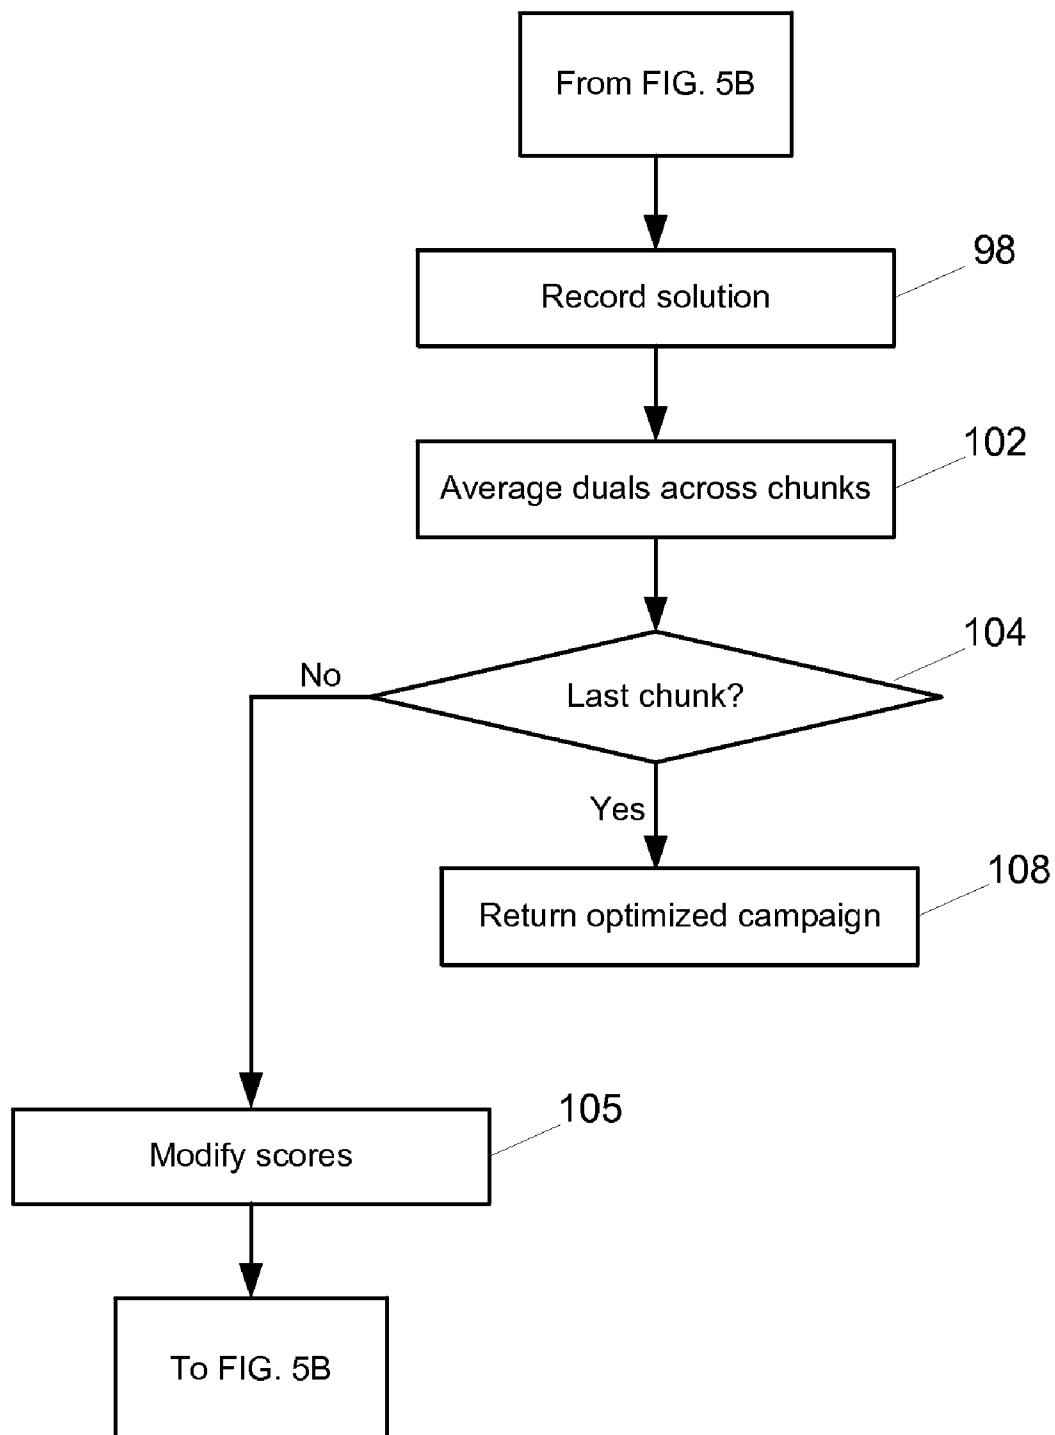 From FIG. 5B
98
Record solution
102
Average duals across chunks
104
No
Last chunk?
Yes
108
Return optimized campaign
105
Modify scores
To FIG. 5B